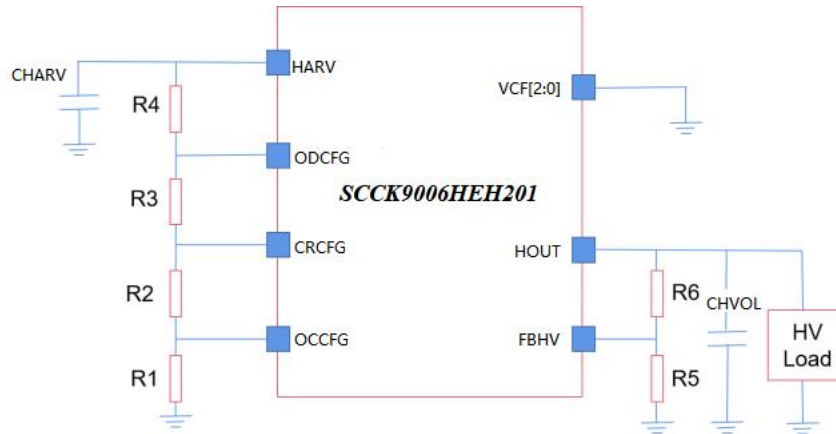 HARV
CHARV
VCF[2:0]
R4
ODCFG
R3
SCCK9006HEH201
CRCFG
HOUT
R2
R6
CHVOL
OCCFG
FBHV
HV
Load
R1
R5